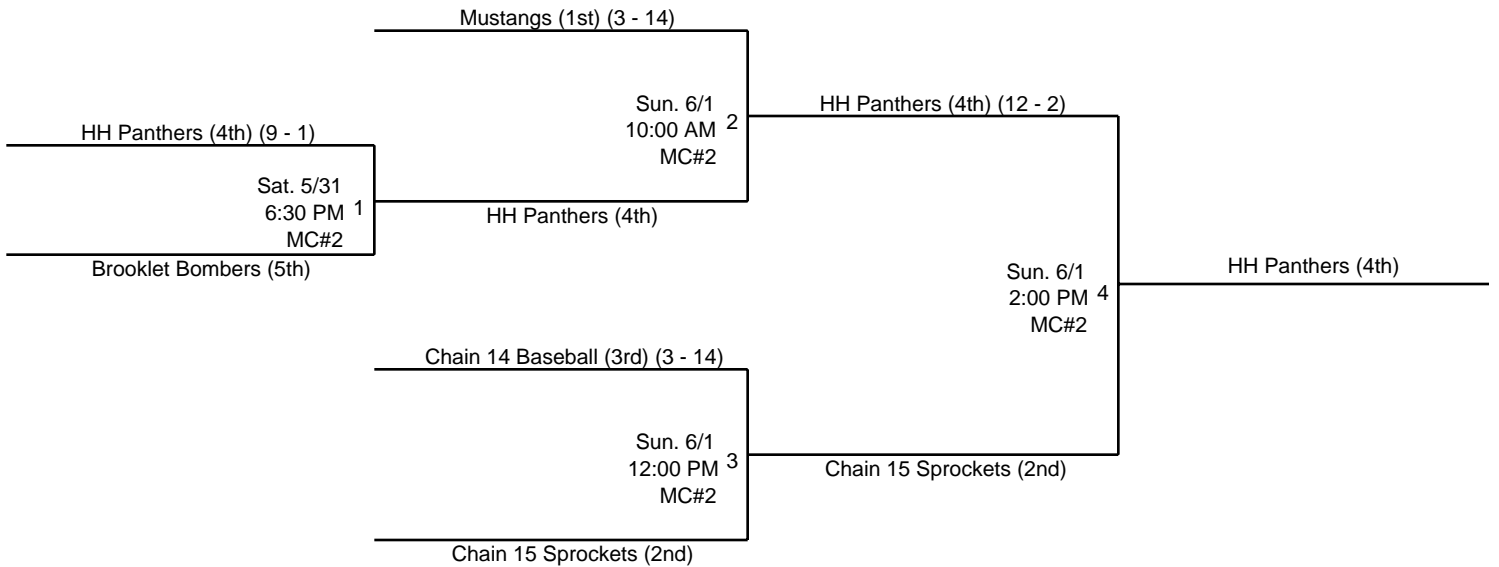 Mustangs (1st) (3 - 14)
Sun. 6/1
10:00 AM 2
MC#2
HH Panthers (4th) (12 - 2)
HH Panthers (4th) (9 - 1)
Sat. 5/31
6:30 PM 1
MC#2
HH Panthers (4th)
Brooklet Bombers (5th)
Sun. 6/1
2:00 PM 4
MC#2
HH Panthers (4th)
Chain 14 Baseball (3rd) (3 - 14)
Sun. 6/1
12:00 PM 3
MC#2
Chain 15 Sprockets (2nd)
Chain 15 Sprockets (2nd)